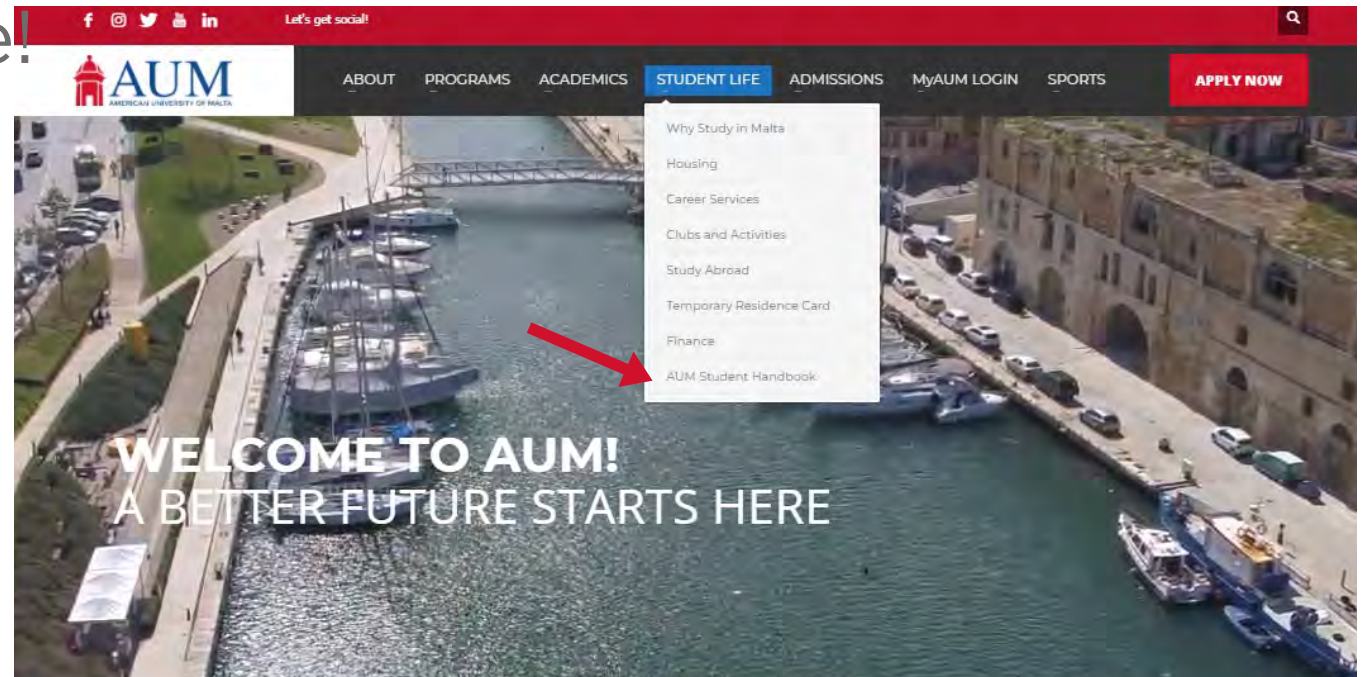 e!
f in Let's get social!
AUM
AMERICAN UNIVERSITY OF MALTA
ABOUT PROGRAMS ACADEMICS STUDENT LIFE ADMISSIONS MyAUM LOGIN SPORTS APPLY NOW
Why Study in Malta
Housing
Career Services
Clubs and Activities
Study Abroad
Temporary Residence Card
Finance
AUM Student Handbook
WELCOME TO AUM!
A BETTER FUTURE STARTS HERE